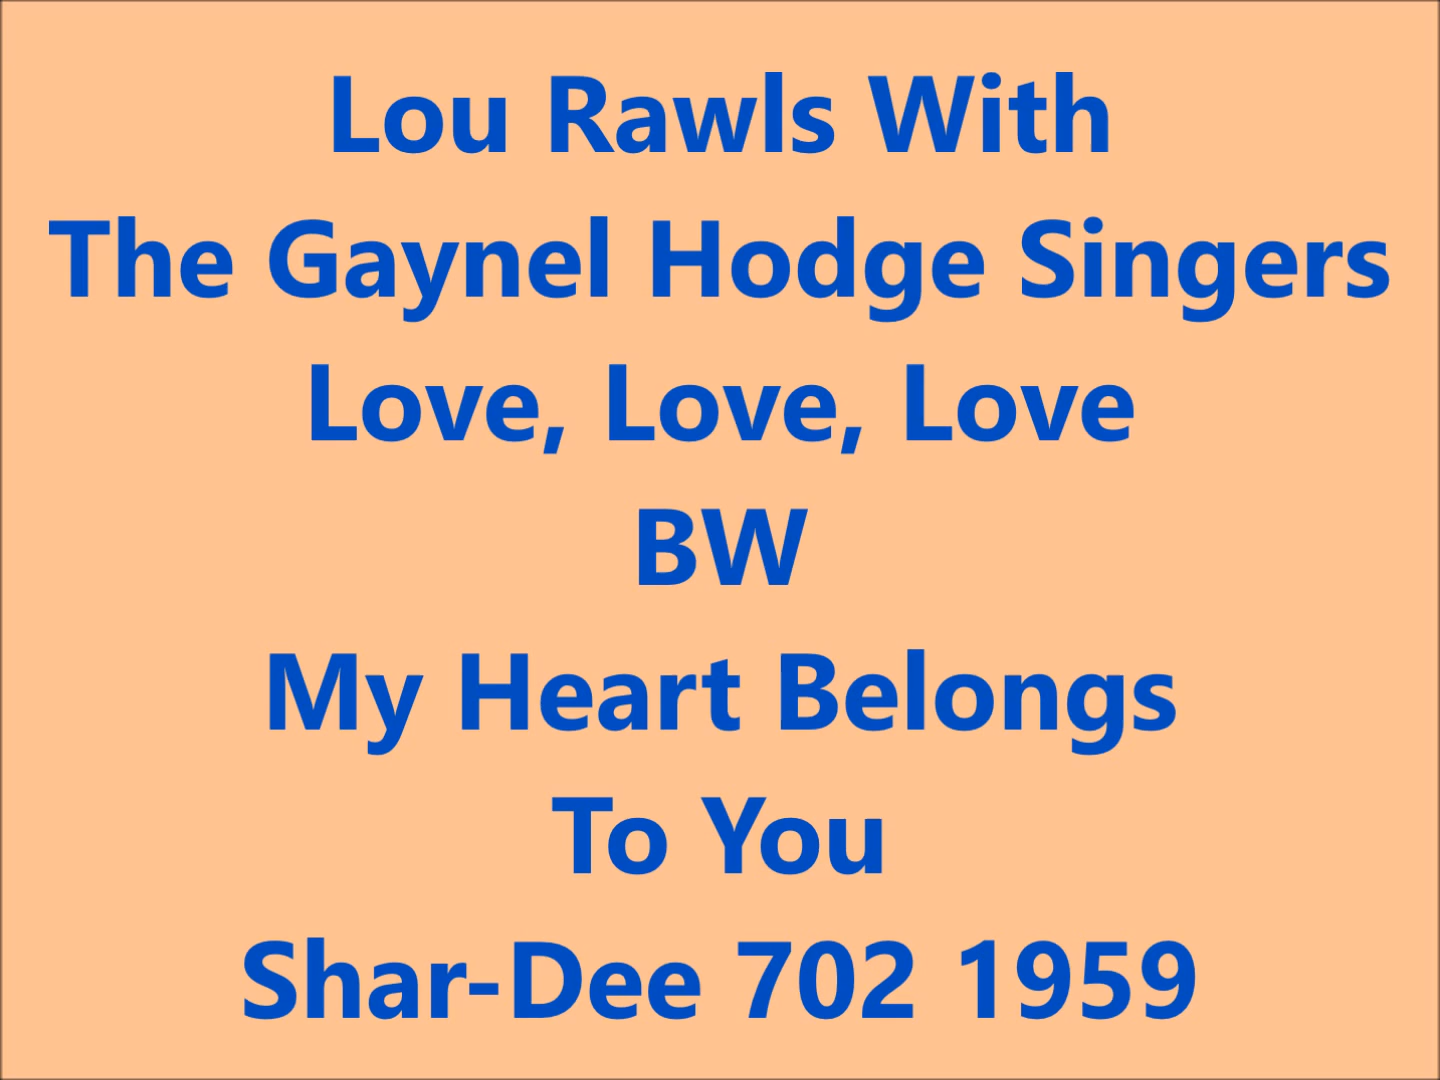 Lou Rawls With
The Gaynel Hodge Singers
Love, Love, Love
BW
My Heart Belongs
To You
Shar-Dee 702 1959